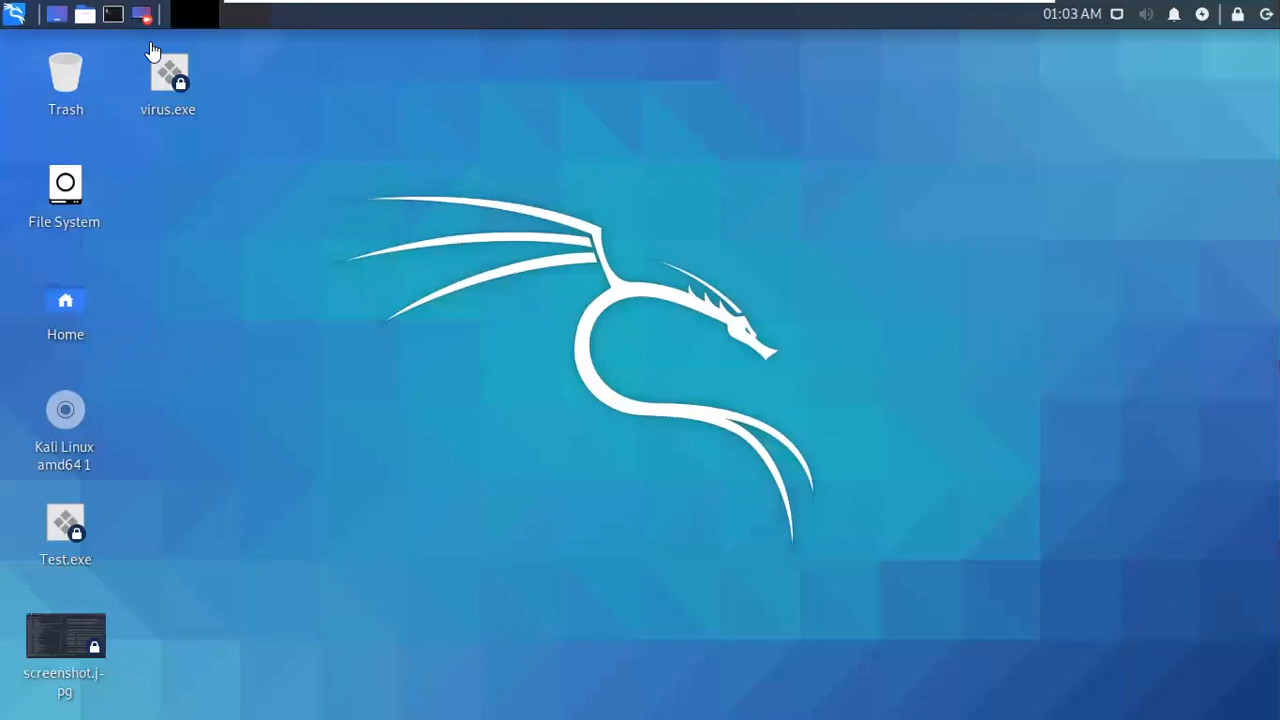 01:03 AM
Trash
virus.exe
File System
Home
Kali Linux
amd64 1
Test.exe
screenshot.j-
pg